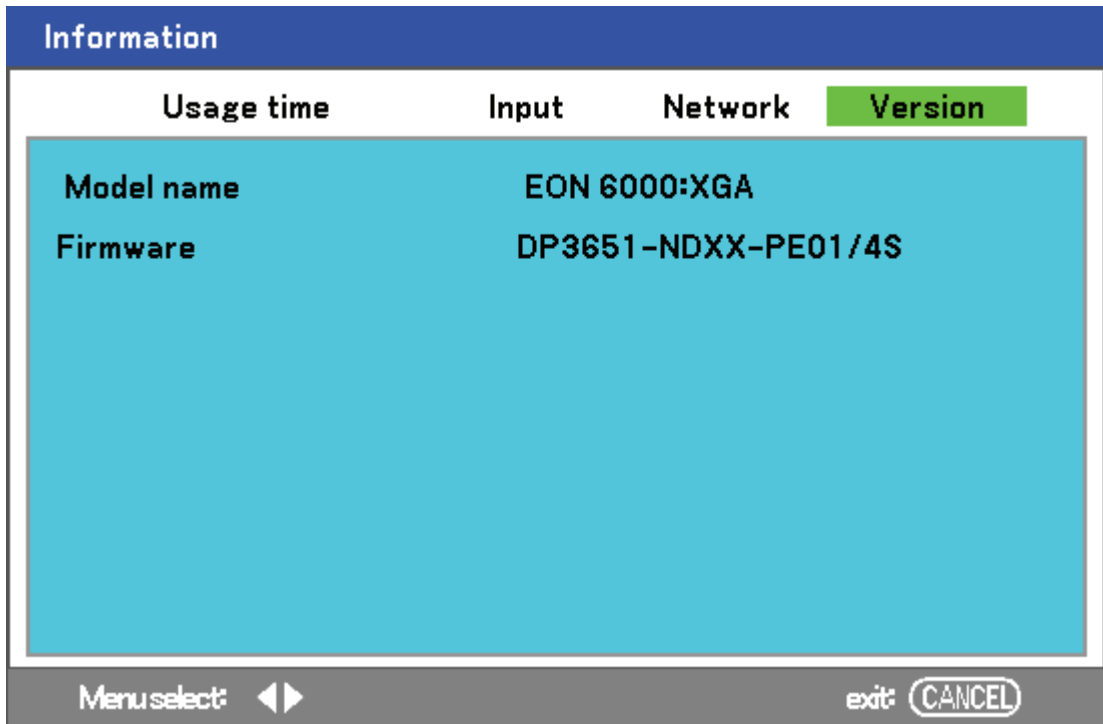 Information
Usage time Input Network Version
Model name EON 6000:XGA
Firmware DP3651-NDXX-PE01/4S
Menu select: exit: CANCEL